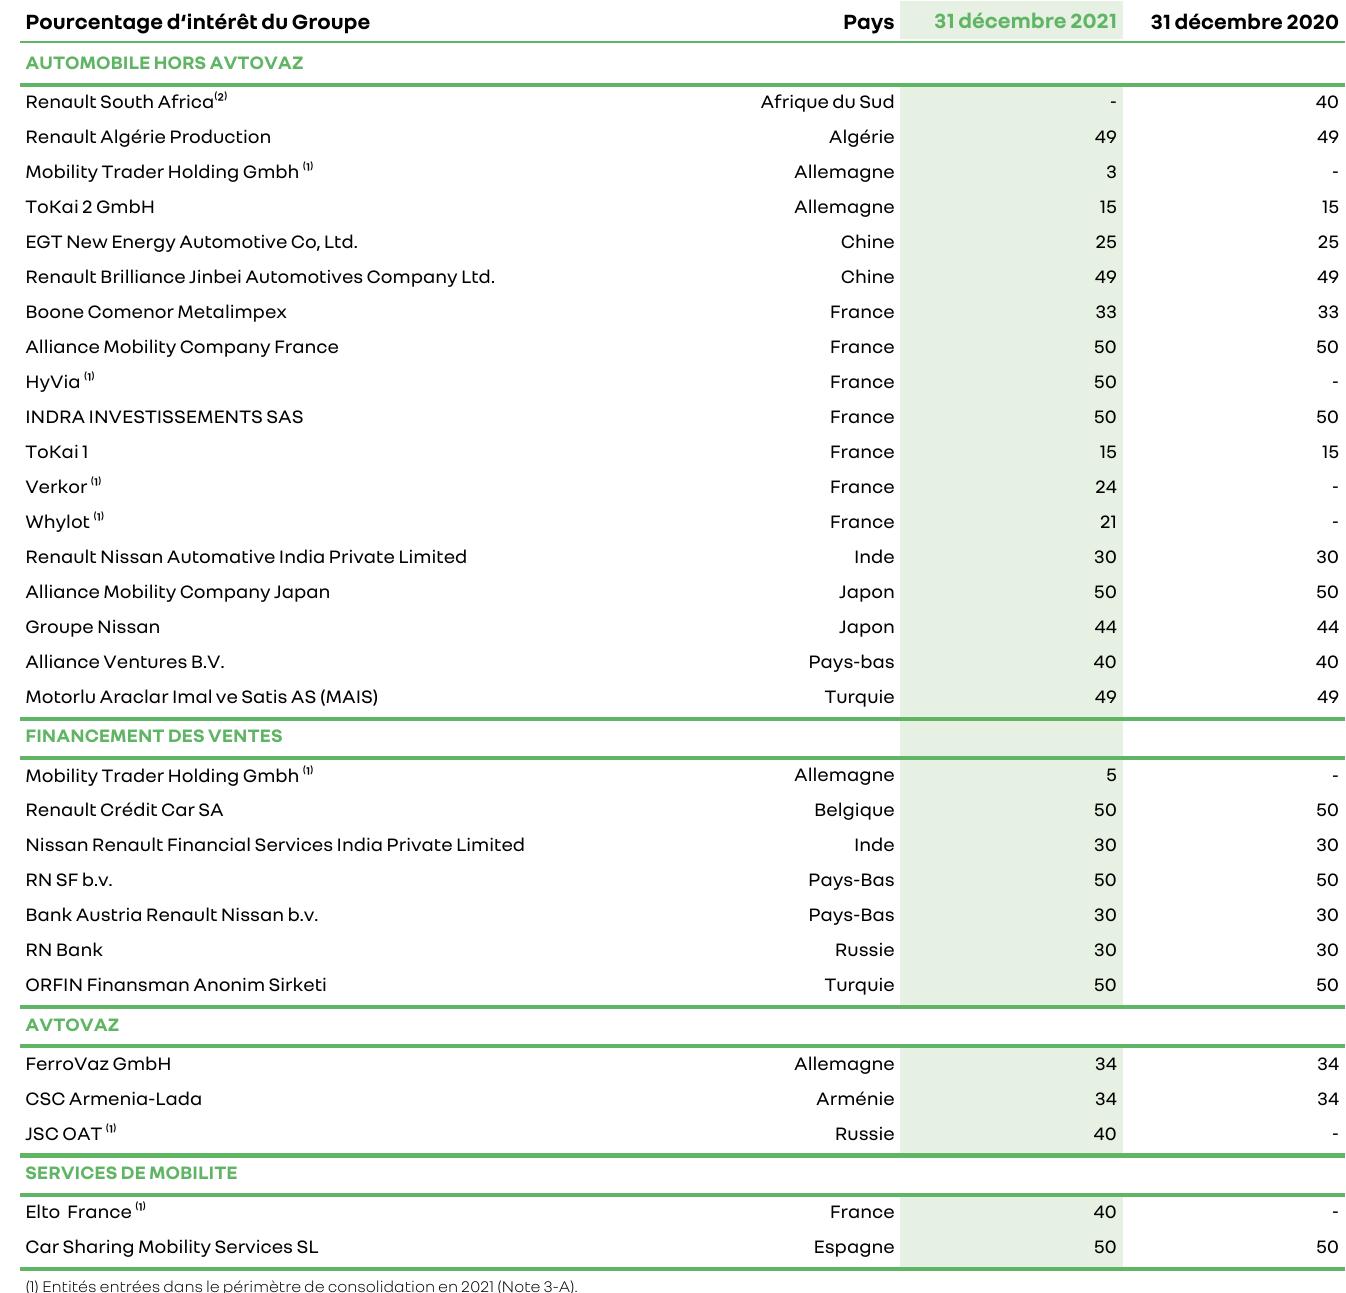 Pourcentage d‘intérêt du Groupe Pays 31 décembre 2021 31 décembre 2020
AUTOMOBILE HORS AVTOVAZ
Renault South Africa(2) Afrique du Sud - 40
Renault Algérie Production Algérie 49 49
Mobility Trader Holding Gmbh (1) Allemagne 3 -
ToKai 2 GmbH Allemagne 15 15
EGT New Energy Automotive Co, Ltd. Chine 25 25
Renault Brilliance Jinbei Automotives Company Ltd. Chine 49 49
Boone Comenor Metalimpex France 33 33
Alliance Mobility Company France France 50 50
HyVia (1) France 50 -
INDRA INVESTISSEMENTS SAS France 50 50
ToKai 1 France 15 15
Verkor (1) France 24 -
Whylot (1) France 21 -
Renault Nissan Automative India Private Limited Inde 30 30
Alliance Mobility Company Japan Japon 50 50
Groupe Nissan Japon 44 44
Alliance Ventures B.V. Pays-bas 40 40
Motorlu Araclar Imal ve Satis AS (MAIS) Turquie 49 49
FINANCEMENT DES VENTES
Mobility Trader Holding Gmbh (1) Allemagne 5 -
Renault Crédit Car SA Belgique 50 50
Nissan Renault Financial Services India Private Limited Inde 30 30
RN SF b.v. Pays-Bas 50 50
Bank Austria Renault Nissan b.v. Pays-Bas 30 30
RN Bank Russie 30 30
ORFIN Finansman Anonim Sirketi Turquie 50 50
AVTOVAZ
FerroVaz GmbH Allemagne 34 34
CSC Armenia-Lada Arménie 34 34
JSC OAT (1) Russie 40 -
SERVICES DE MOBILITE
Elto France (1) France 40 -
Car Sharing Mobility Services SL Espagne 50 50
(1) Entités entrées dans le périmètre de consolidation en 2021 (Note 3-A).